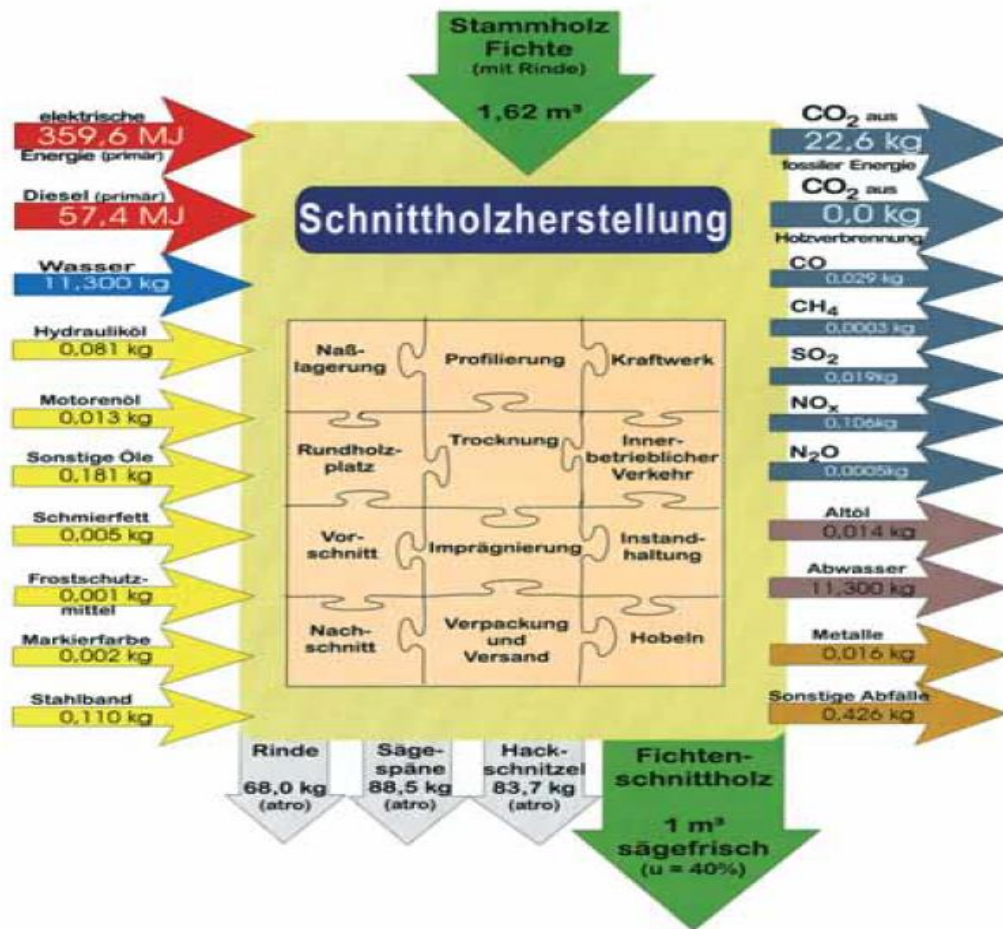 Stammholz
Fichte
(mit Rinde)
1,62 m³
elektrische
359,6 MJ
Energie (primär)
Diesel (primär)
57,4 MJ
Wasser
11,300 kg
Hydrauliköl
0,081 kg
Motorenöl
0,013 kg
Sonstige Öle
0,181 kg
Schmierfett
0,005 kg
Frostschutz-
0,001 kg
mittel
Markierfarbe
0,002 kg
Stahlband
0,110 kg
Schnittholzherstellung
Naß-
lagerung
Profilierung
Kraftwerk
Rundholz-
platz
Trocknung
Inner-
betrieblicher
Verkehr
Vor-
schnitt
Imprägnierung
Instand-
haltung
Nach-
schnitt
Verpackung
und
Versand
Hobeln
CO₂ aus
22,6 kg
fossiler Energie
CO₂ aus
0,0 kg
Holzverbrennung
CO
0,029 kg
CH₄
0,0003 kg
SO₂
0,019kg
NOₓ
0,106kg
N₂O
0,0005kg
Altöl
0,014 kg
Abwasser
11,300 kg
Metalle
0,016 kg
Sonstige Abfälle
0,426 kg
Rinde
68,0 kg
(atro)
Säge-
späne
88,5 kg
(atro)
Hack-
schnitzel
83,7 kg
(atro)
Fichten-
schnittholz
1 m³
sägefrisch
(u = 40%)